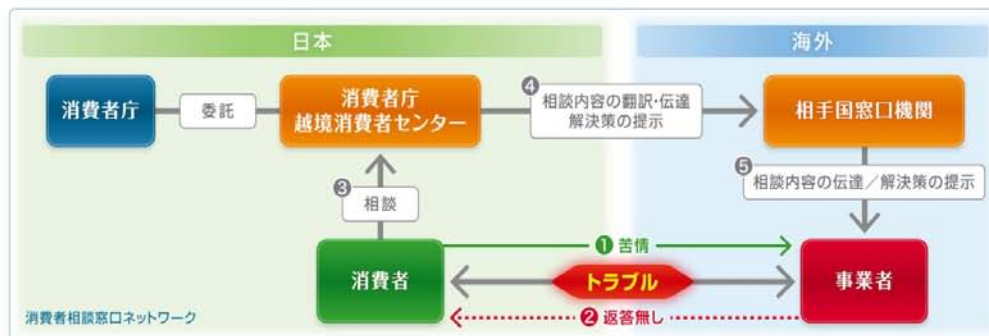 日本
海外
消費者庁
委託
消費者庁
越境消費者センター
❹
相談内容の翻訳・伝達
解決策の提示
相手国窓口機関
❺
相談内容の伝達／解決策の提示
❸
相談
❶ 苦情
消費者
トラブル
事業者
❷ 返答無し
消費者相談窓口ネットワーク